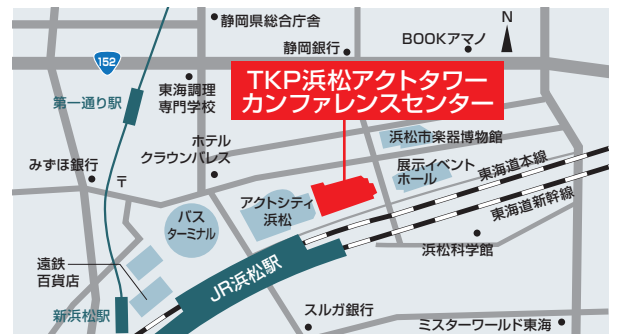 静岡県総合庁舎
静岡銀行
BOOKアマノ
N
152
東海調理
専門学校
TKP浜松アクトタワー
カンファレンスセンター
第一通り駅
浜松市楽器博物館
ホテル
クラウンパレス
みずほ銀行
〒
展示イベント
ホール
東海道本線
東海道新幹線
アクトシティ
浜松
バス
ターミナル
浜松科学館
遠鉄
百貨店
JR浜松駅
新浜松駅
スルガ銀行
ミスターワールド東海